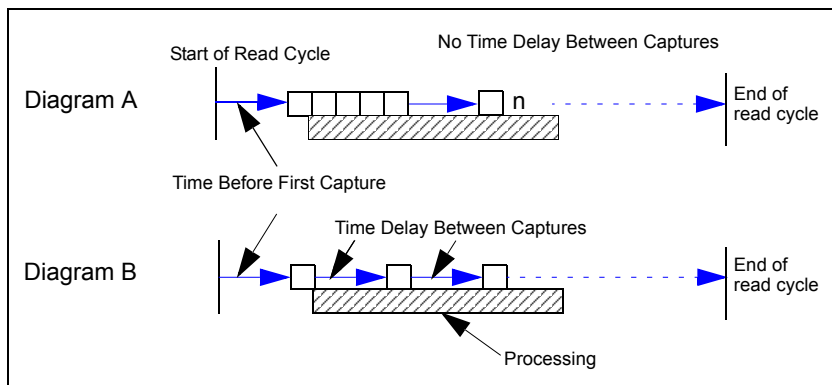 No Time Delay Between Captures
Start of Read Cycle
Diagram A
n
End of
read cycle
Time Before First Capture
Time Delay Between Captures
Diagram B
End of
read cycle
Processing